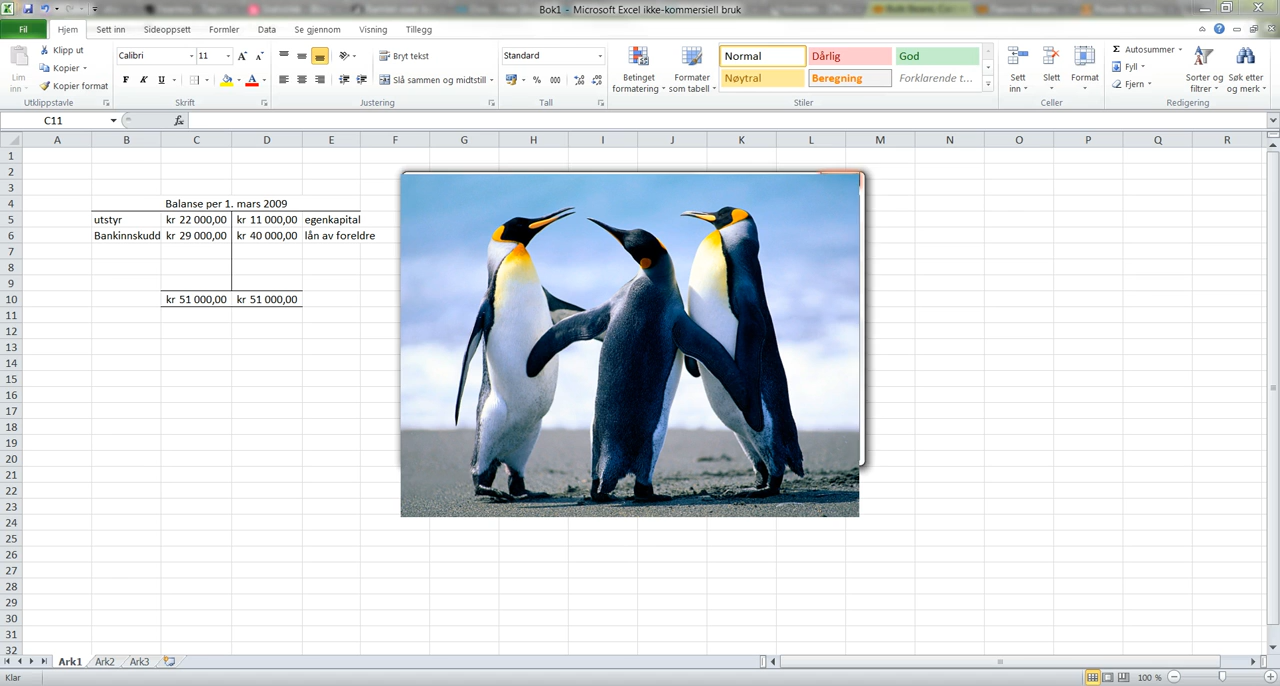 Bok1 - Microsoft Excel ikke-kommersiell bruk
Fil Hjem Sett inn Sideoppsett Formler Data Se gjennom Visning Tillegg
Lim inn
Klipp ut
Kopier
Kopier format
Utklippstavle
Calibri 11
F K U
Skrift
Bryt tekst
Slå sammen og midtstill
Justering
Standard
% 000
Tall
Betinget formatering
Formater som tabell
Normal Dårlig God
Nøytral Beregning Forklarende t...
Stiler
Sett inn
Slett
Format
Celler
Autosummer
Fyll
Fjern
Sorter og filtrer
Søk etter og merk
Redigering
C11 fx
A B C D E F G H I J K L M N O P Q R
1
2
3
4 Balanse per 1. mars 2009
5 utstyr kr 22 000,00 kr 11 000,00 egenkapital
6 Bankinnskudd kr 29 000,00 kr 40 000,00 lån av foreldre
7
8
9
10 kr 51 000,00 kr 51 000,00
11
12
13
14
15
16
17
18
19
20
21
22
23
24
25
26
27
28
29
30
31
32
Ark1 Ark2 Ark3
Klar 100 %